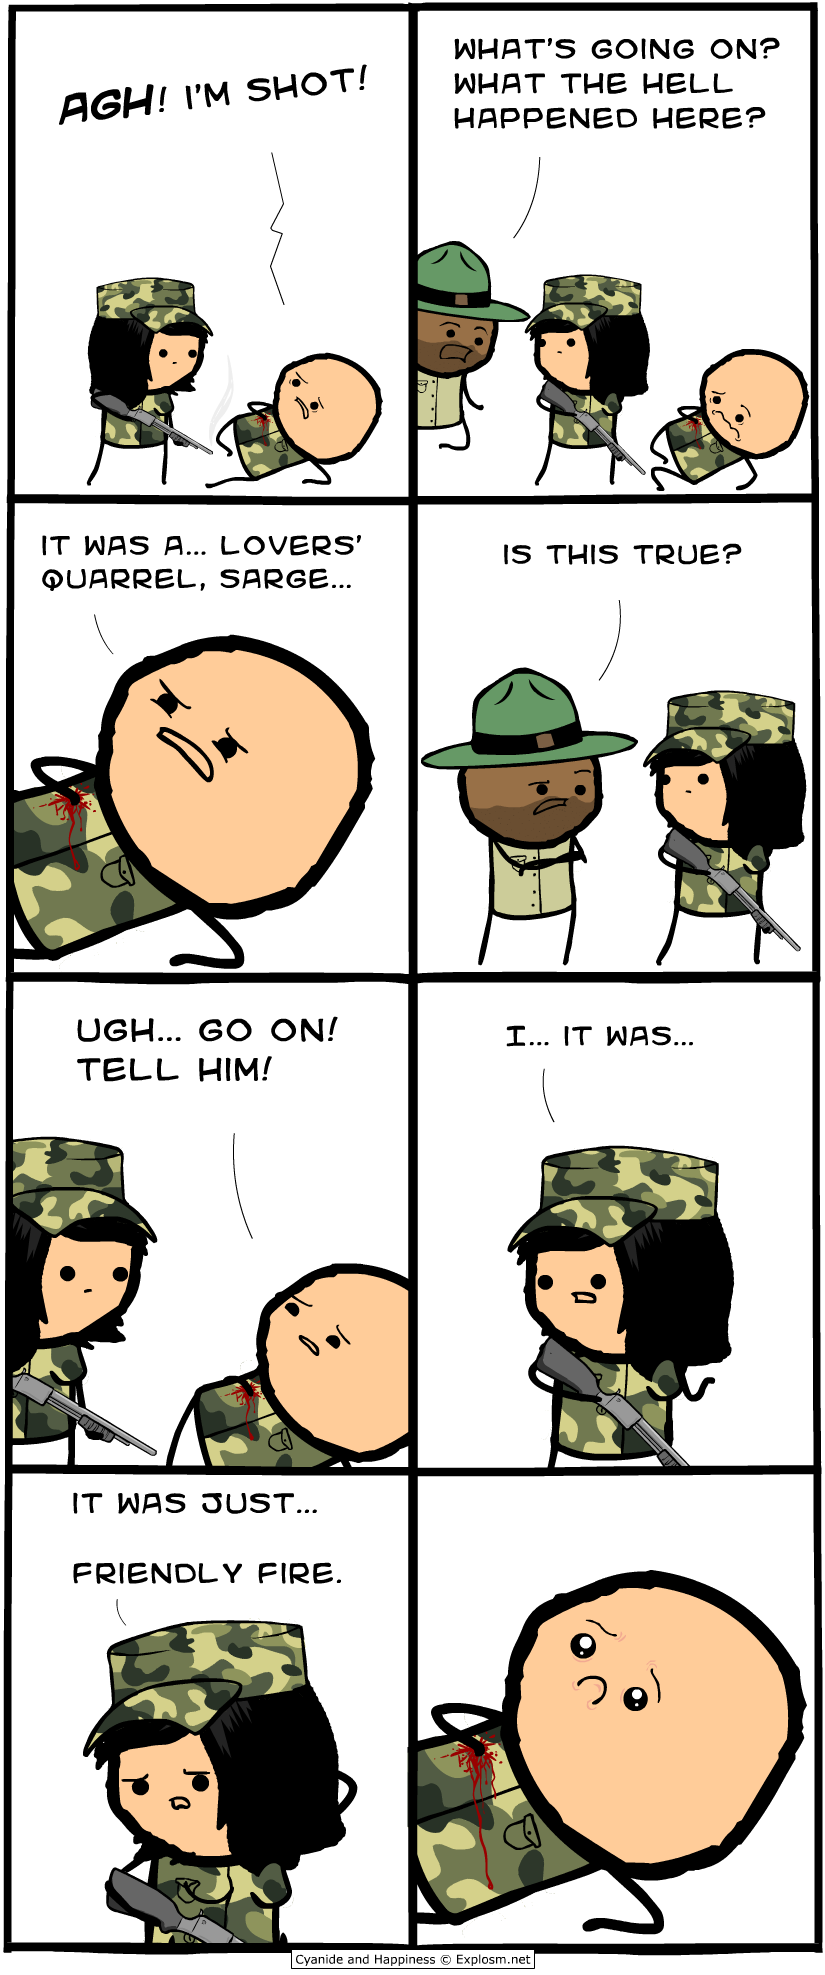 AGH! I'M SHOT!
WHAT'S GOING ON?
WHAT THE HELL
HAPPENED HERE?
IT WAS A... LOVERS'
QUARREL, SARGE...
IS THIS TRUE?
UGH... GO ON!
TELL HIM!
I... IT WAS...
IT WAS JUST...
FRIENDLY FIRE.
Cyanide and Happiness © Explosm.net